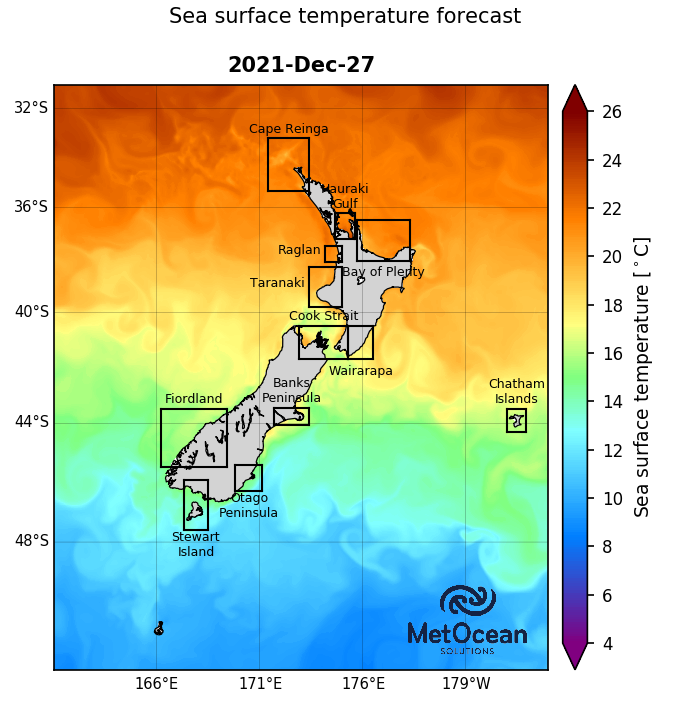 Sea surface temperature forecast
2021-Dec-27
32°S
36°S
40°S
44°S
48°S
Cape Reinga
Hauraki
Gulf
Raglan
Bay of Plenty
Taranaki
Cook Strait
Wairarapa
Banks
Peninsula
Chatham
Islands
Fiordland
Otago
Peninsula
Stewart
Island
MetOcean
SOLUTIONS
166°E
171°E
176°E
179°W
26
24
22
20
18
16
14
12
10
8
6
4
Sea surface temperature [°C]